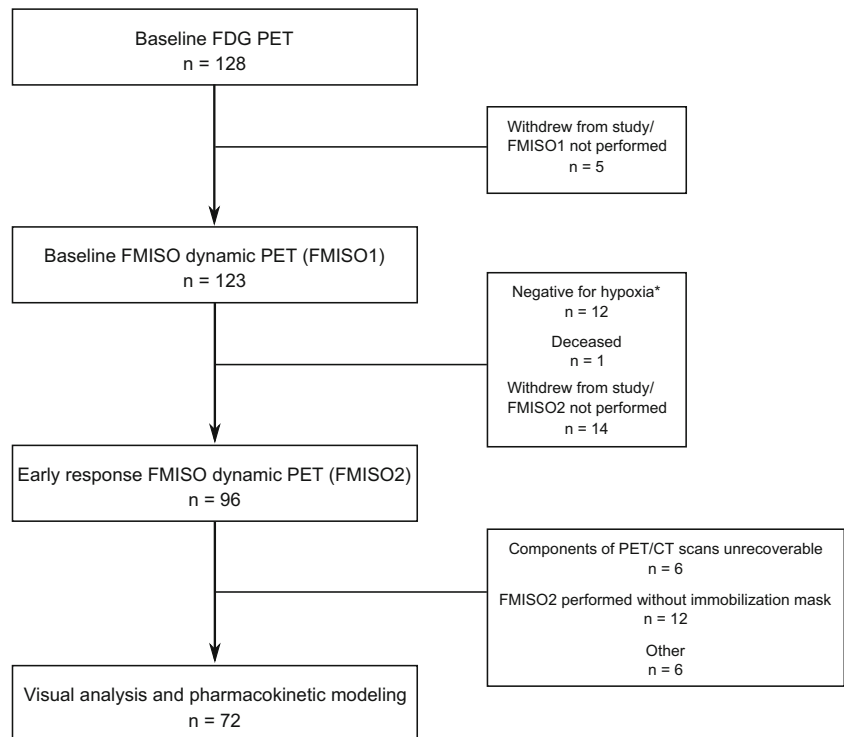 Baseline FDG PET
n = 128
Withdrew from study/
FMISO1 not performed
n = 5
Baseline FMISO dynamic PET (FMISO1)
n = 123
Negative for hypoxia*
n = 12
Deceased
n = 1
Withdrew from study/
FMISO2 not performed
n = 14
Early response FMISO dynamic PET (FMISO2)
n = 96
Components of PET/CT scans unrecoverable
n = 6
FMISO2 performed without immobilization mask
n = 12
Other
n = 6
Visual analysis and pharmacokinetic modeling
n = 72